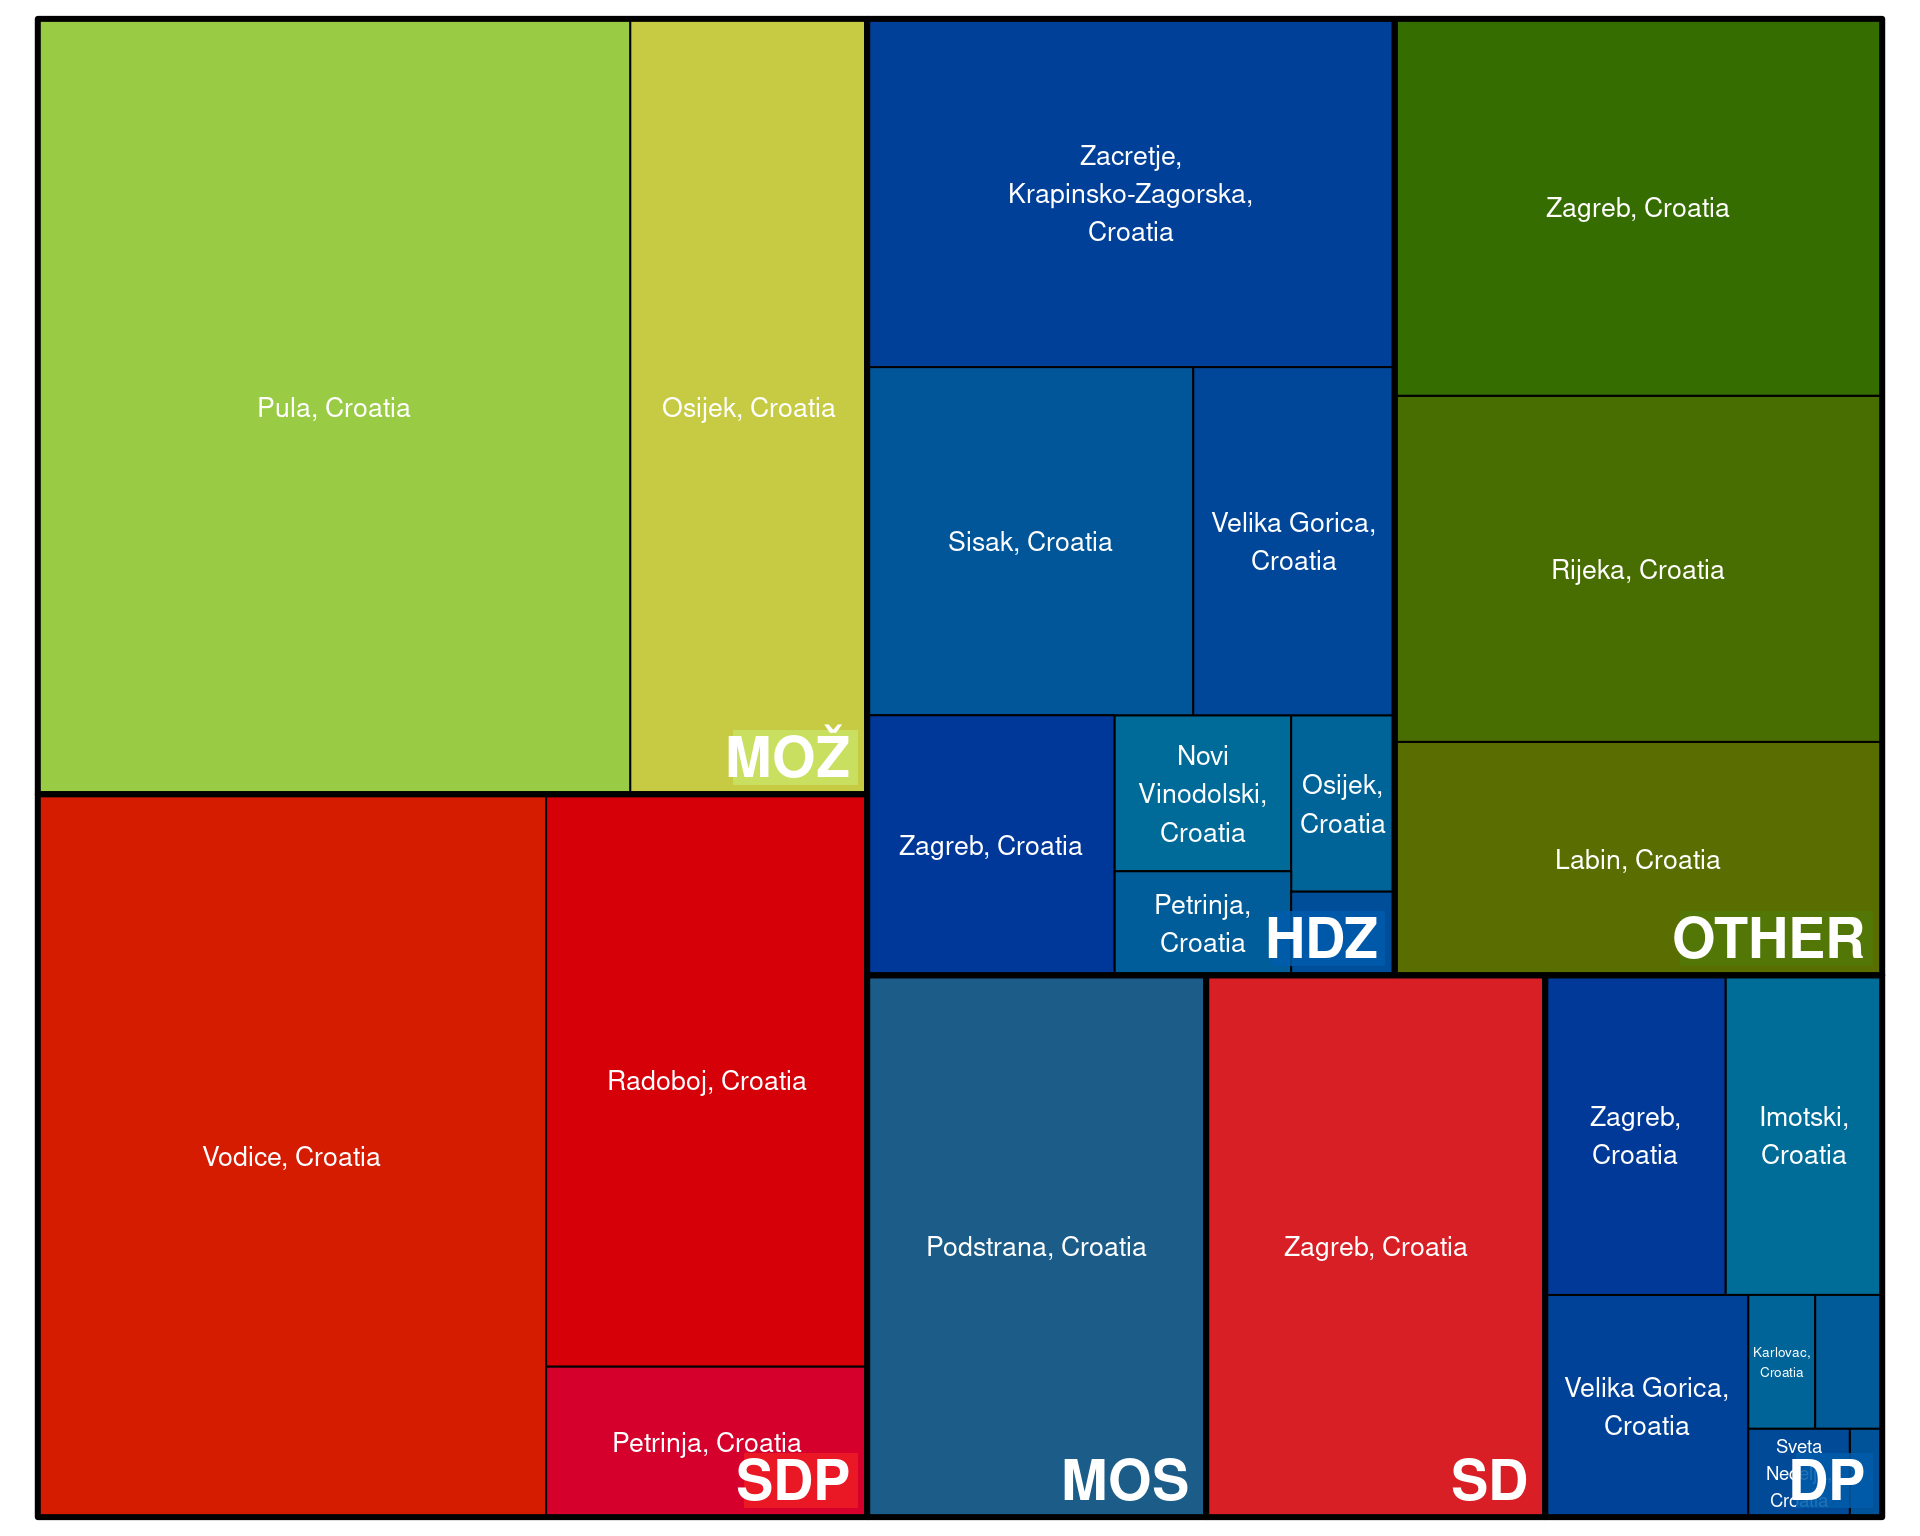 Pula, Croatia
Osijek, Croatia
MOŽ
Vodice, Croatia
Radoboj, Croatia
Petrinja, Croatia
SDP
Zacretje,
Krapinsko-Zagorska,
Croatia
Sisak, Croatia
Velika Gorica,
Croatia
Zagreb, Croatia
Novi
Vinodolski,
Croatia
Osijek,
Croatia
Petrinja,
Croatia
HDZ
Zagreb, Croatia
Rijeka, Croatia
Labin, Croatia
OTHER
Podstrana, Croatia
MOS
Zagreb, Croatia
SD
Zagreb,
Croatia
Imotski,
Croatia
Velika Gorica,
Croatia
Karlovac,
Croatia
Sveta
Croatia
DP